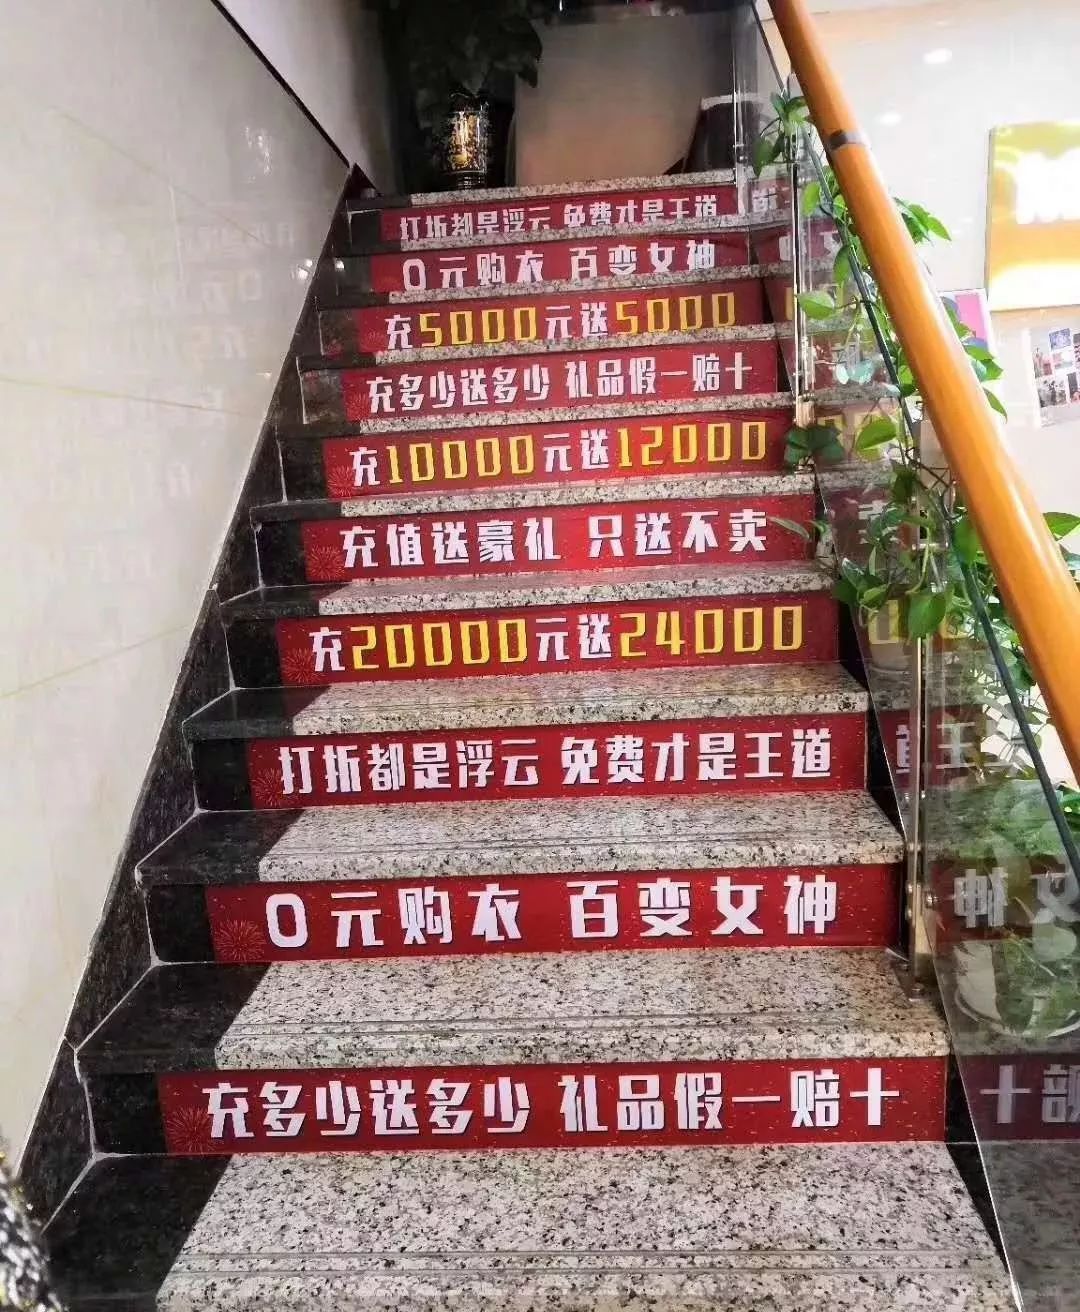 打折都是浮云 免费才是王道
0元购衣 百变女神
充5000元送5000
充多少送多少 礼品假一赔十
充10000元送12000
充值送豪礼 只送不卖
充20000元送24000
打折都是浮云 免费才是王道
0元购衣 百变女神
充多少送多少 礼品假一赔十